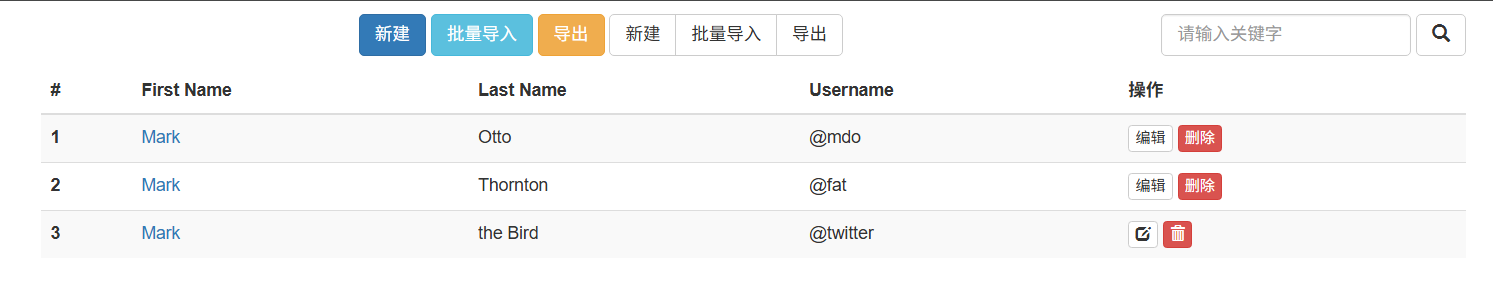 新建 批量导入 导出 新建 批量导入 导出 请输入关键字
# First Name Last Name Username 操作
1 Mark Otto @mdo 编辑 删除
2 Mark Thornton @fat 编辑 删除
3 Mark the Bird @twitter